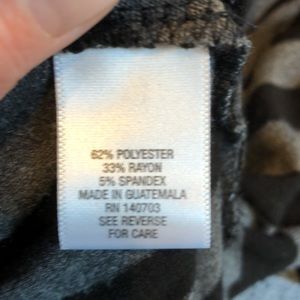 62% POLYESTER
33% RAYON
5% SPANDEX
MADE IN GUATEMALA
RN 140703
SEE REVERSE
FOR CARE